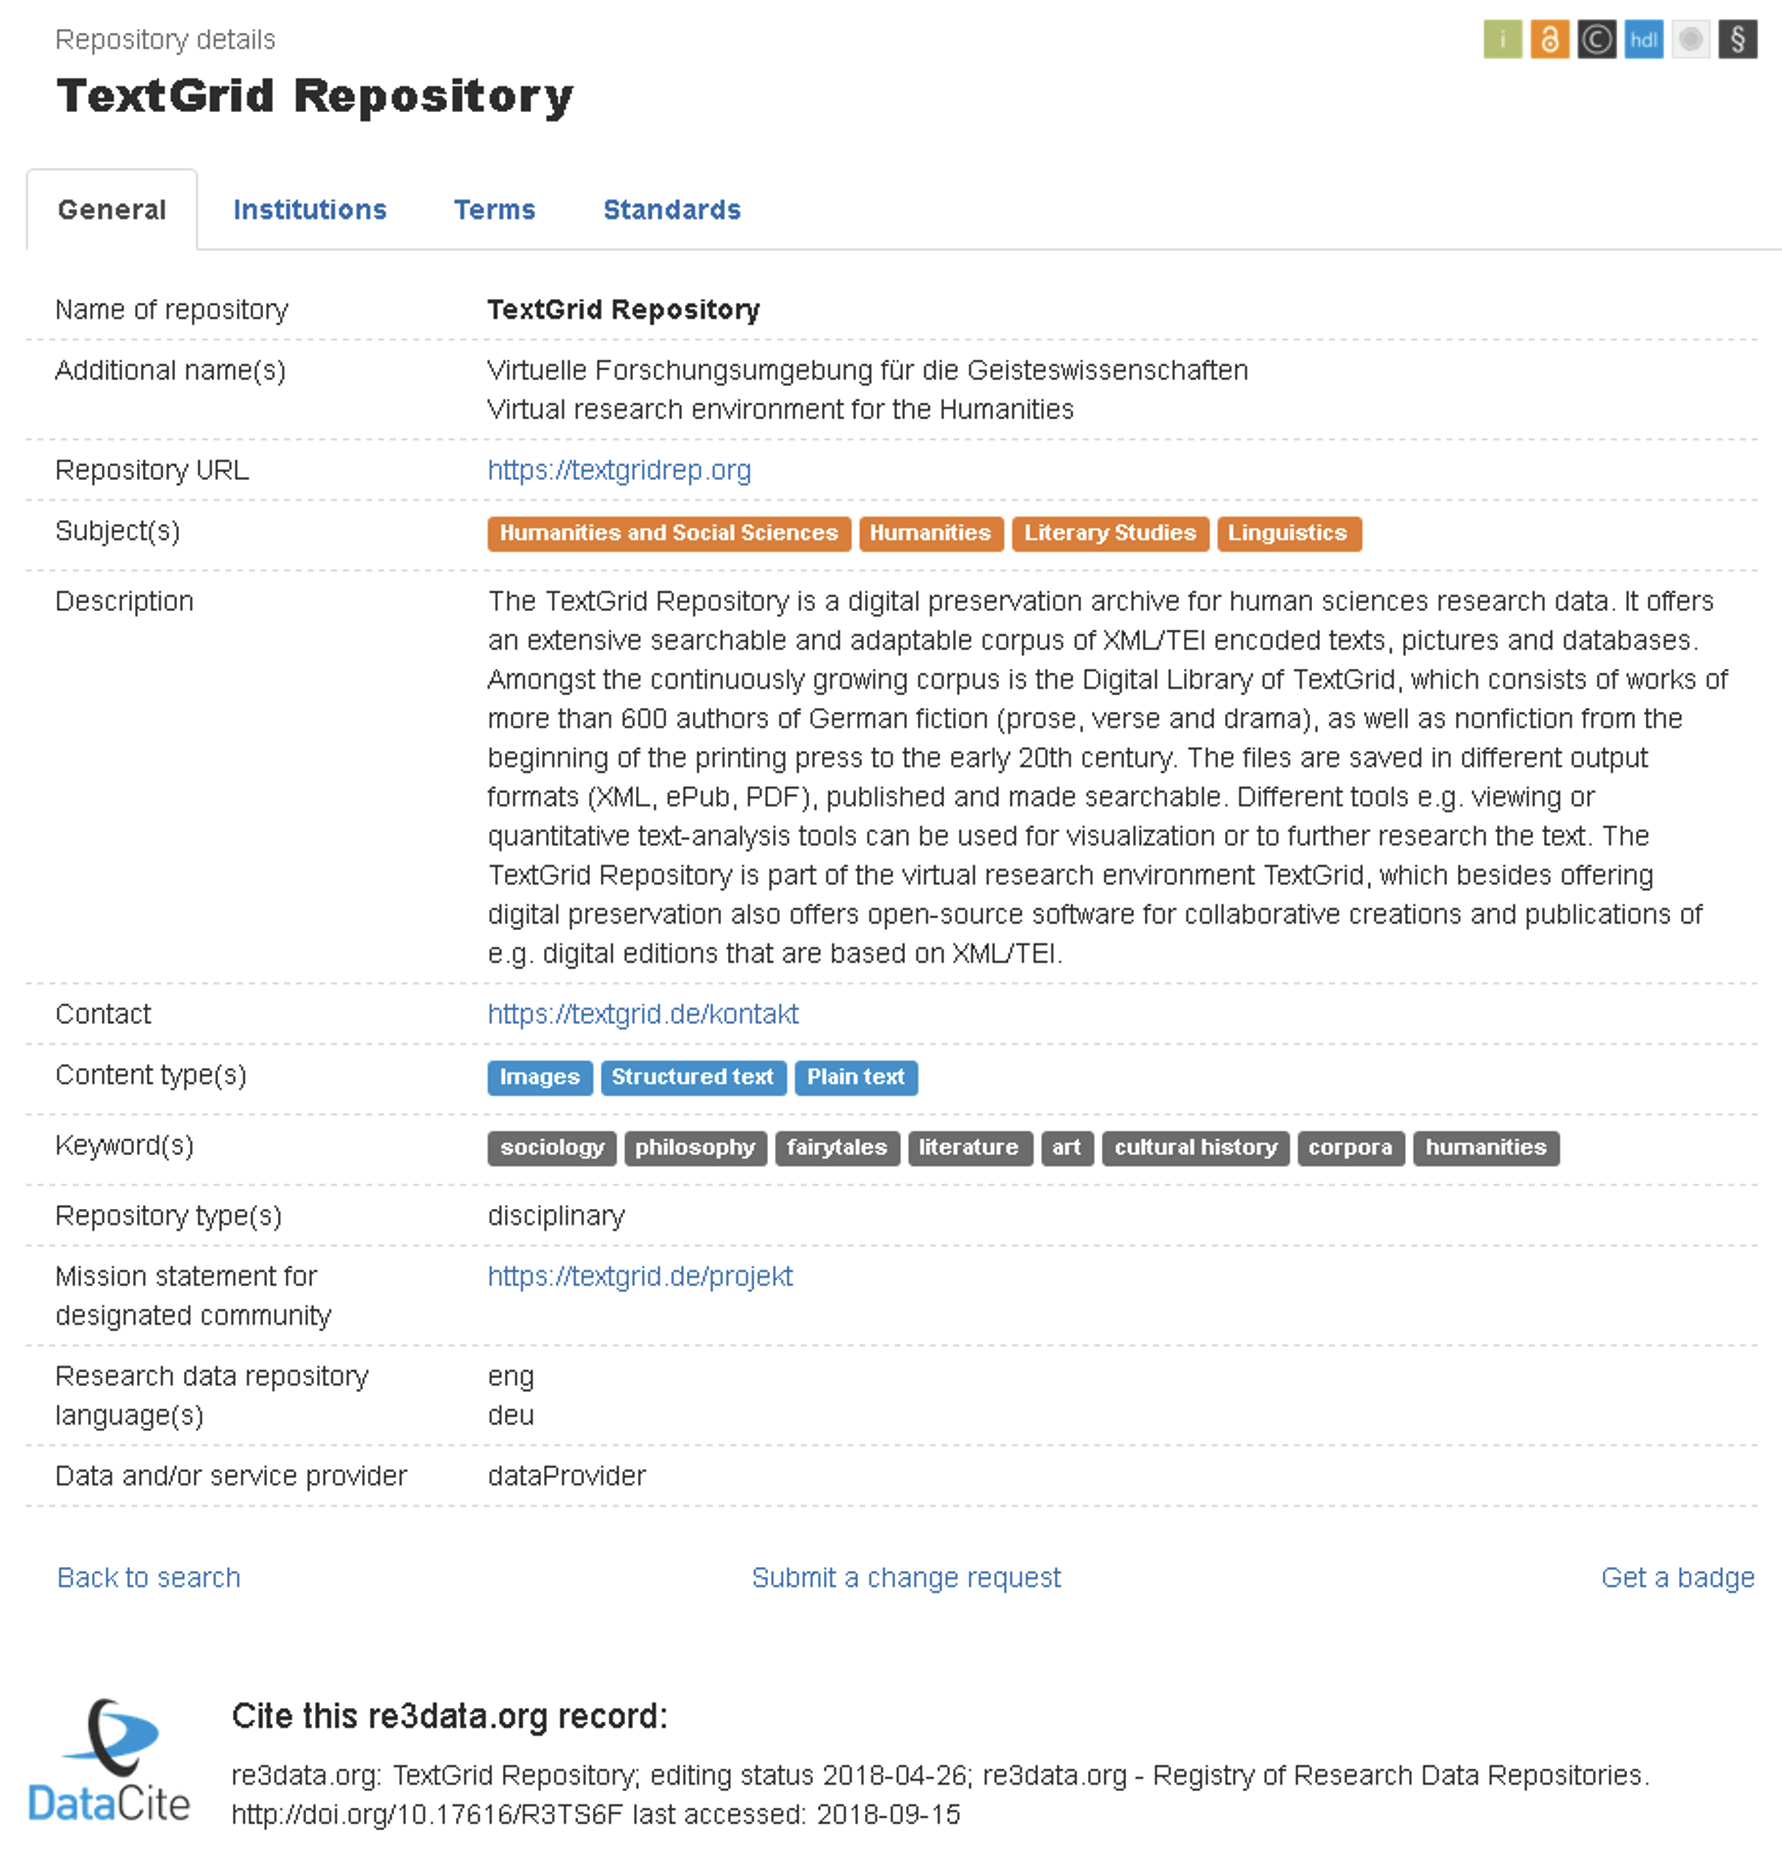 Repository details
TextGrid Repository
i © hdl §
General Institutions Terms Standards
Name of repository TextGrid Repository
Additional name(s) Virtuelle Forschungsumgebung für die Geisteswissenschaften
Virtual research environment for the Humanities
Repository URL https://textgridrep.org
Subject(s) Humanities and Social Sciences Humanities Literary Studies Linguistics
Description The TextGrid Repository is a digital preservation archive for human sciences research data. It offers
an extensive searchable and adaptable corpus of XML/TEI encoded texts, pictures and databases.
Amongst the continuously growing corpus is the Digital Library of TextGrid, which consists of works of
more than 600 authors of German fiction (prose, verse and drama), as well as nonfiction from the
beginning of the printing press to the early 20th century. The files are saved in different output
formats (XML, ePub, PDF), published and made searchable. Different tools e.g. viewing or
quantitative text-analysis tools can be used for visualization or to further research the text. The
TextGrid Repository is part of the virtual research environment TextGrid, which besides offering
digital preservation also offers open-source software for collaborative creations and publications of
e.g. digital editions that are based on XML/TEI.
Contact https://textgrid.de/kontakt
Content type(s) Images Structured text Plain text
Keyword(s) sociology philosophy fairytales literature art cultural history corpora humanities
Repository type(s) disciplinary
Mission statement for https://textgrid.de/projekt
designated community
Research data repository eng
language(s) deu
Data and/or service provider dataProvider
Back to search Submit a change request Get a badge
Cite this re3data.org record:
re3data.org: TextGrid Repository; editing status 2018-04-26; re3data.org - Registry of Research Data Repositories.
http://doi.org/10.17616/R3TS6F last accessed: 2018-09-15
DataCite